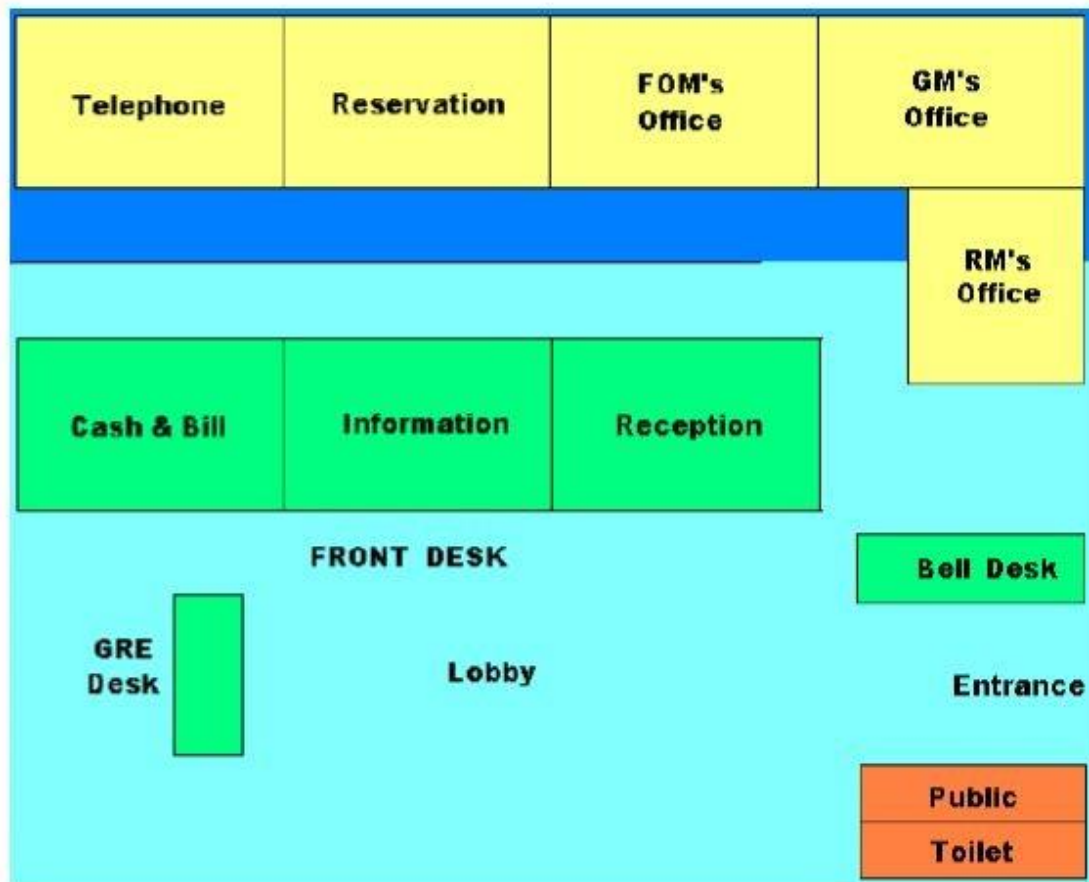 Telephone
Reservation
FOM's
Office
GM's
Office
RM's
Office
Cash & Bill
Information
Reception
FRONT DESK
Bell Desk
GRE
Desk
Lobby
Entrance
Public
Toilet